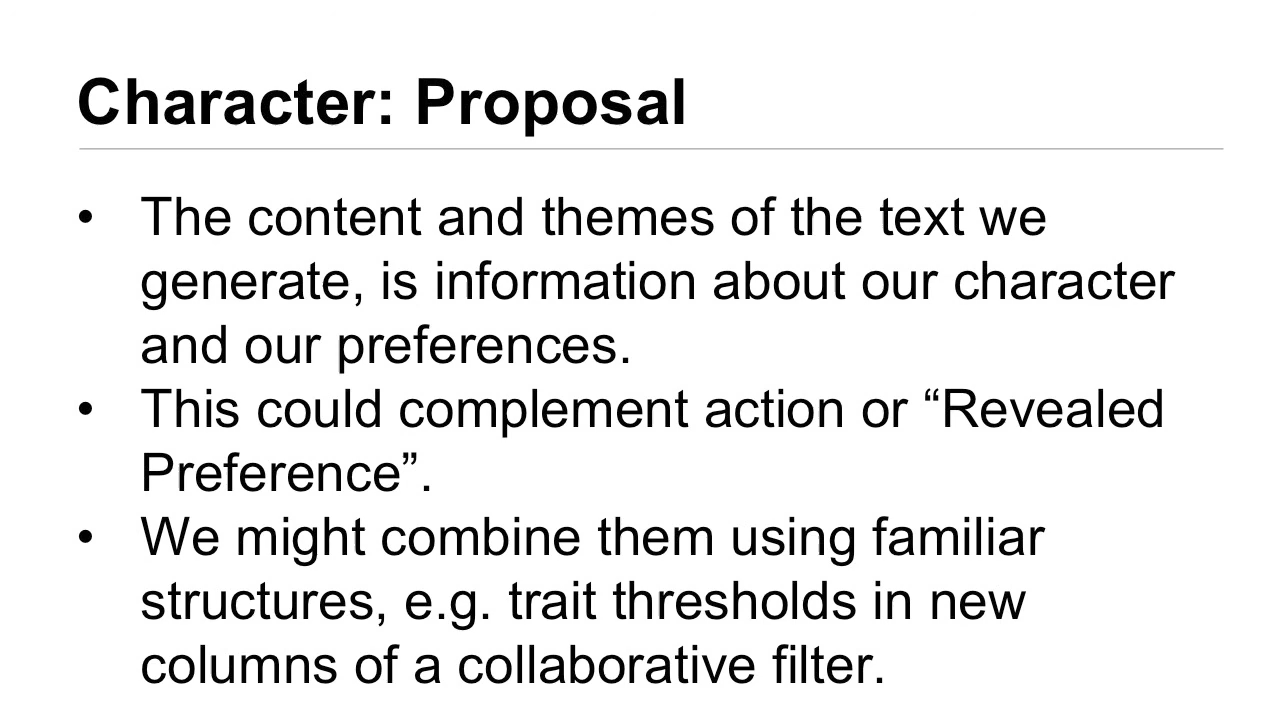 Character: Proposal
• The content and themes of the text we
generate, is information about our character
and our preferences.
• This could complement action or “Revealed
Preference”.
• We might combine them using familiar
structures, e.g. trait thresholds in new
columns of a collaborative filter.